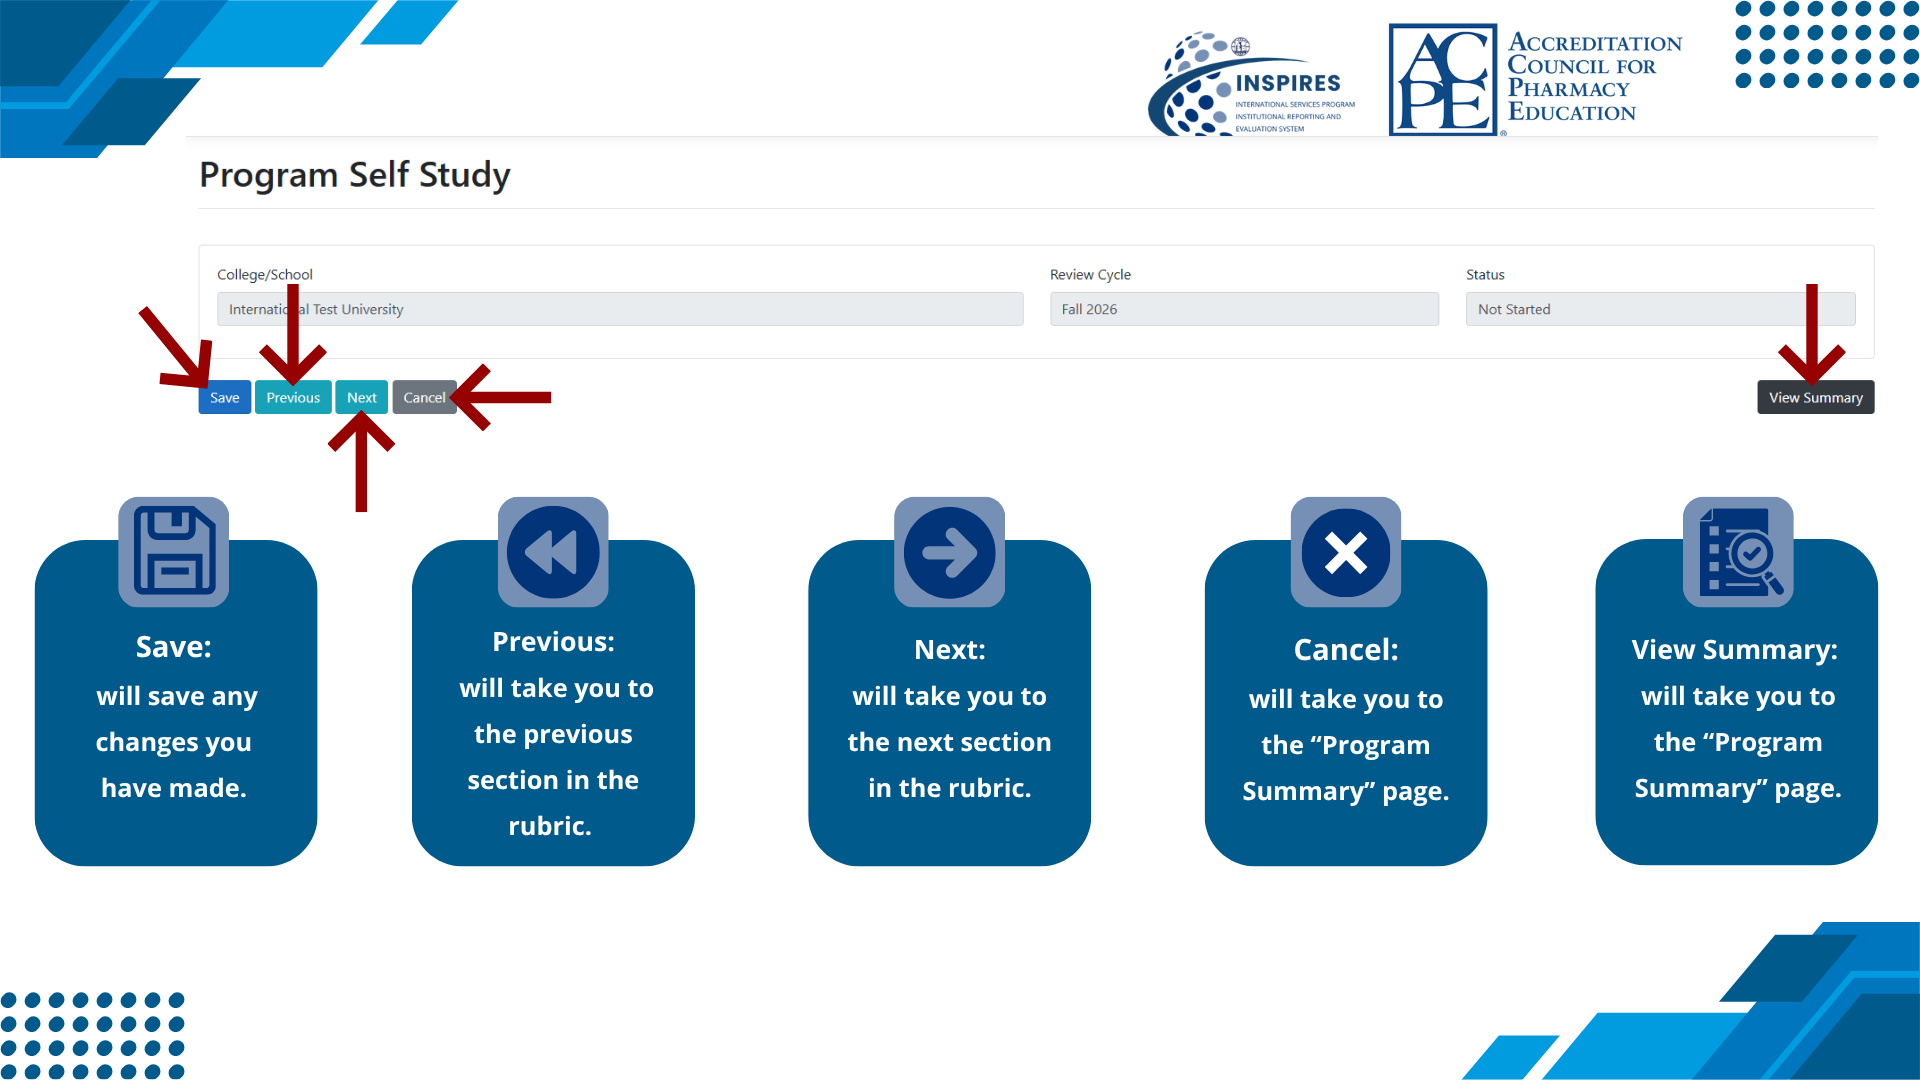 INSPIRES
INTERNATIONAL SERVICES PROGRAM
INSTITUTIONAL REPORTING AND
EVALUATION SYSTEM
ACPE
ACCREDITATION
COUNCIL FOR
PHARMACY
EDUCATION
®
Program Self Study
College/School
Review Cycle
Status
International Test University
Fall 2026
Not Started
Save
Previous
Next
Cancel
View Summary
Save:
will save any
changes you
have made.
Previous:
will take you to
the previous
section in the
rubric.
Next:
will take you to
the next section
in the rubric.
Cancel:
will take you to
the “Program
Summary” page.
View Summary:
will take you to
the “Program
Summary” page.